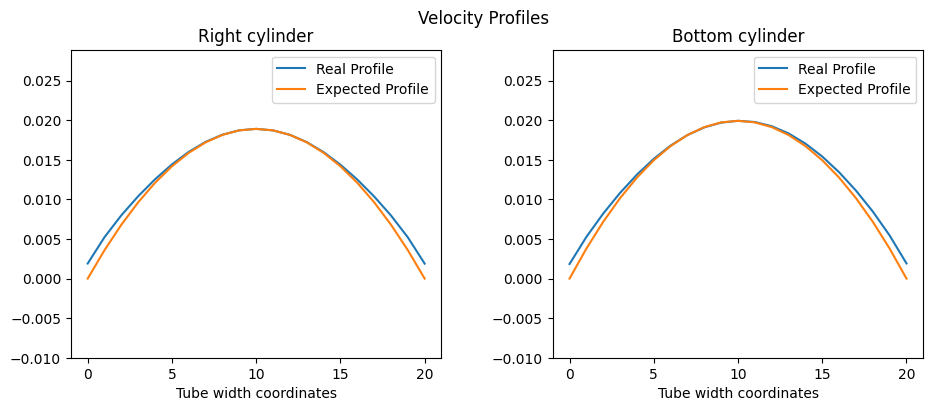 Velocity Profiles
Right cylinder
Real Profile
Expected Profile
0.025
0.020
0.015
0.010
0.005
0.000
−0.005
−0.010
0 5 10 15 20
Tube width coordinates
Bottom cylinder
Real Profile
Expected Profile
0.025
0.020
0.015
0.010
0.005
0.000
−0.005
−0.010
0 5 10 15 20
Tube width coordinates